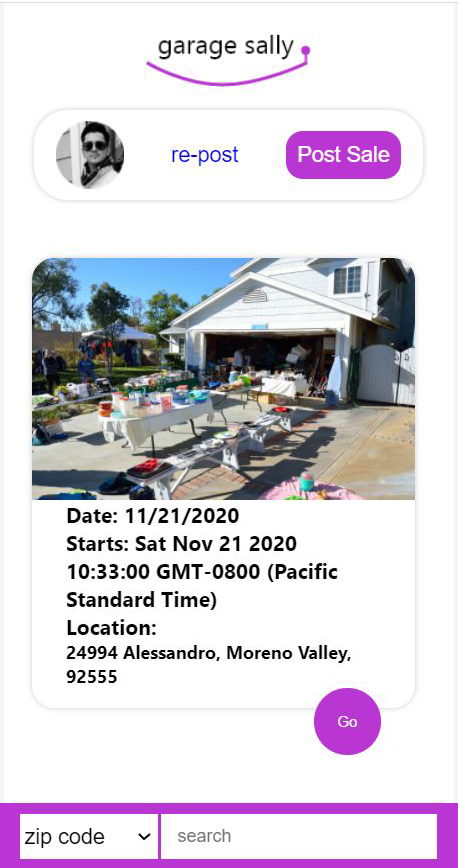 garage sally
re-post
Post Sale
Date: 11/21/2020
Starts: Sat Nov 21 2020
10:33:00 GMT-0800 (Pacific
Standard Time)
Location:
24994 Alessandro, Moreno Valley,
92555
Go
zip code
search